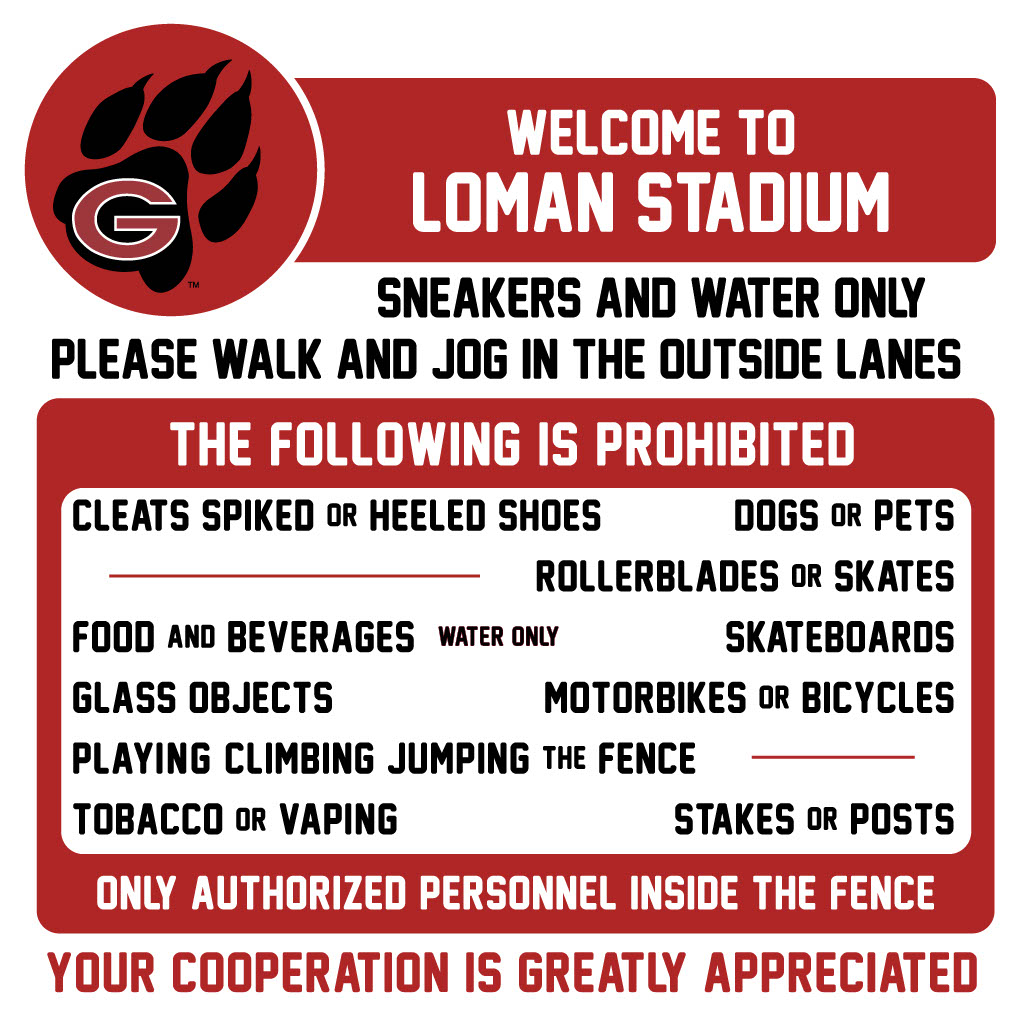 G
TM
WELCOME TO
LOMAN STADIUM
SNEAKERS AND WATER ONLY
PLEASE WALK AND JOG IN THE OUTSIDE LANES
THE FOLLOWING IS PROHIBITED
CLEATS SPIKED OR HEELED SHOES DOGS OR PETS
ROLLERBLADES OR SKATES
FOOD AND BEVERAGES WATER ONLY SKATEBOARDS
GLASS OBJECTS MOTORBIKES OR BICYCLES
PLAYING CLIMBING JUMPING THE FENCE
TOBACCO OR VAPING STAKES OR POSTS
ONLY AUTHORIZED PERSONNEL INSIDE THE FENCE
YOUR COOPERATION IS GREATLY APPRECIATED